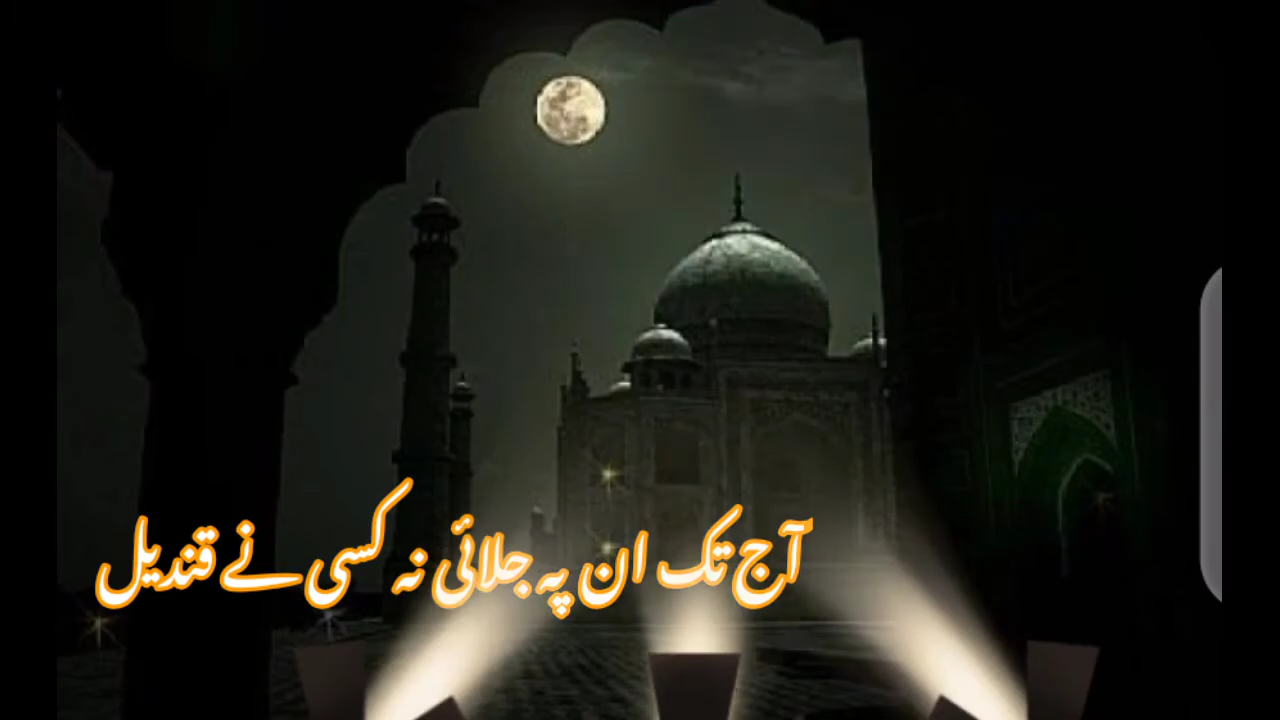 آج تک ان پہ جلائی نہ کسی نے قندیل